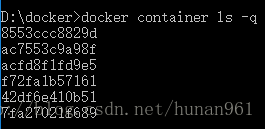 D:\docker>docker container ls -q
8553ccc8829d
ac7553c9a98f
acfd8f1fd9e5
f72fa1b57161
42df6e410b51
7fa27021f689